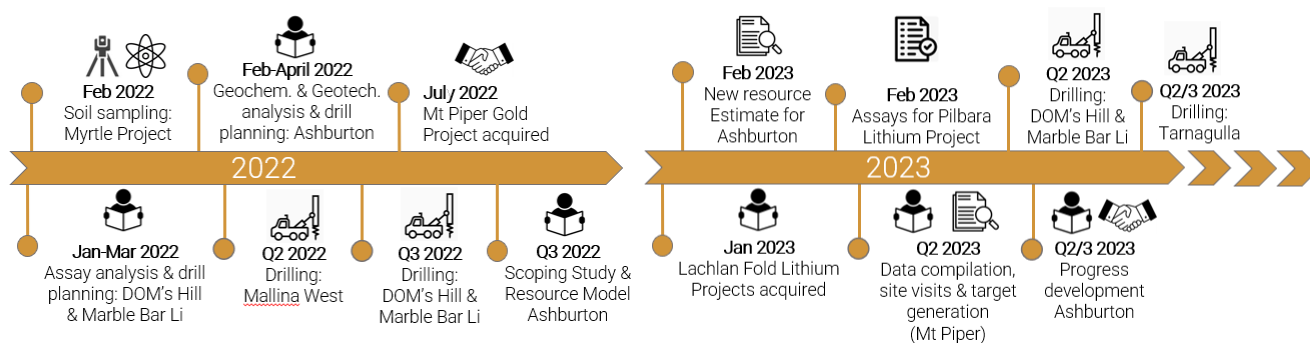 Feb 2022
Soil sampling:
Myrtle Project
Feb-April 2022
Geochem. & Geotech.
analysis & drill
planning: Ashburton
July 2022
Mt Piper Gold
Project acquired
2022
Jan-Mar 2022
Assay analysis & drill
planning: DOM's Hill
& Marble Bar Li
Q2 2022
Drilling:
Mallina West
Q3 2022
Drilling:
DOM's Hill &
Marble Bar Li
Q3 2022
Scoping Study &
Resource Model
Ashburton
Feb 2023
New resource
Estimate for
Ashburton
Feb 2023
Assays for Pilbara
Lithium Project
Q2 2023
Drilling:
DOM's Hill &
Marble Bar Li
Q2/3 2023
Drilling:
Tarnagulla
2023
Jan 2023
Lachlan Fold Lithium
Projects acquired
Q2 2023
Data compilation,
site visits & target
generation
(Mt Piper)
Q2/3 2023
Progress
development
Ashburton